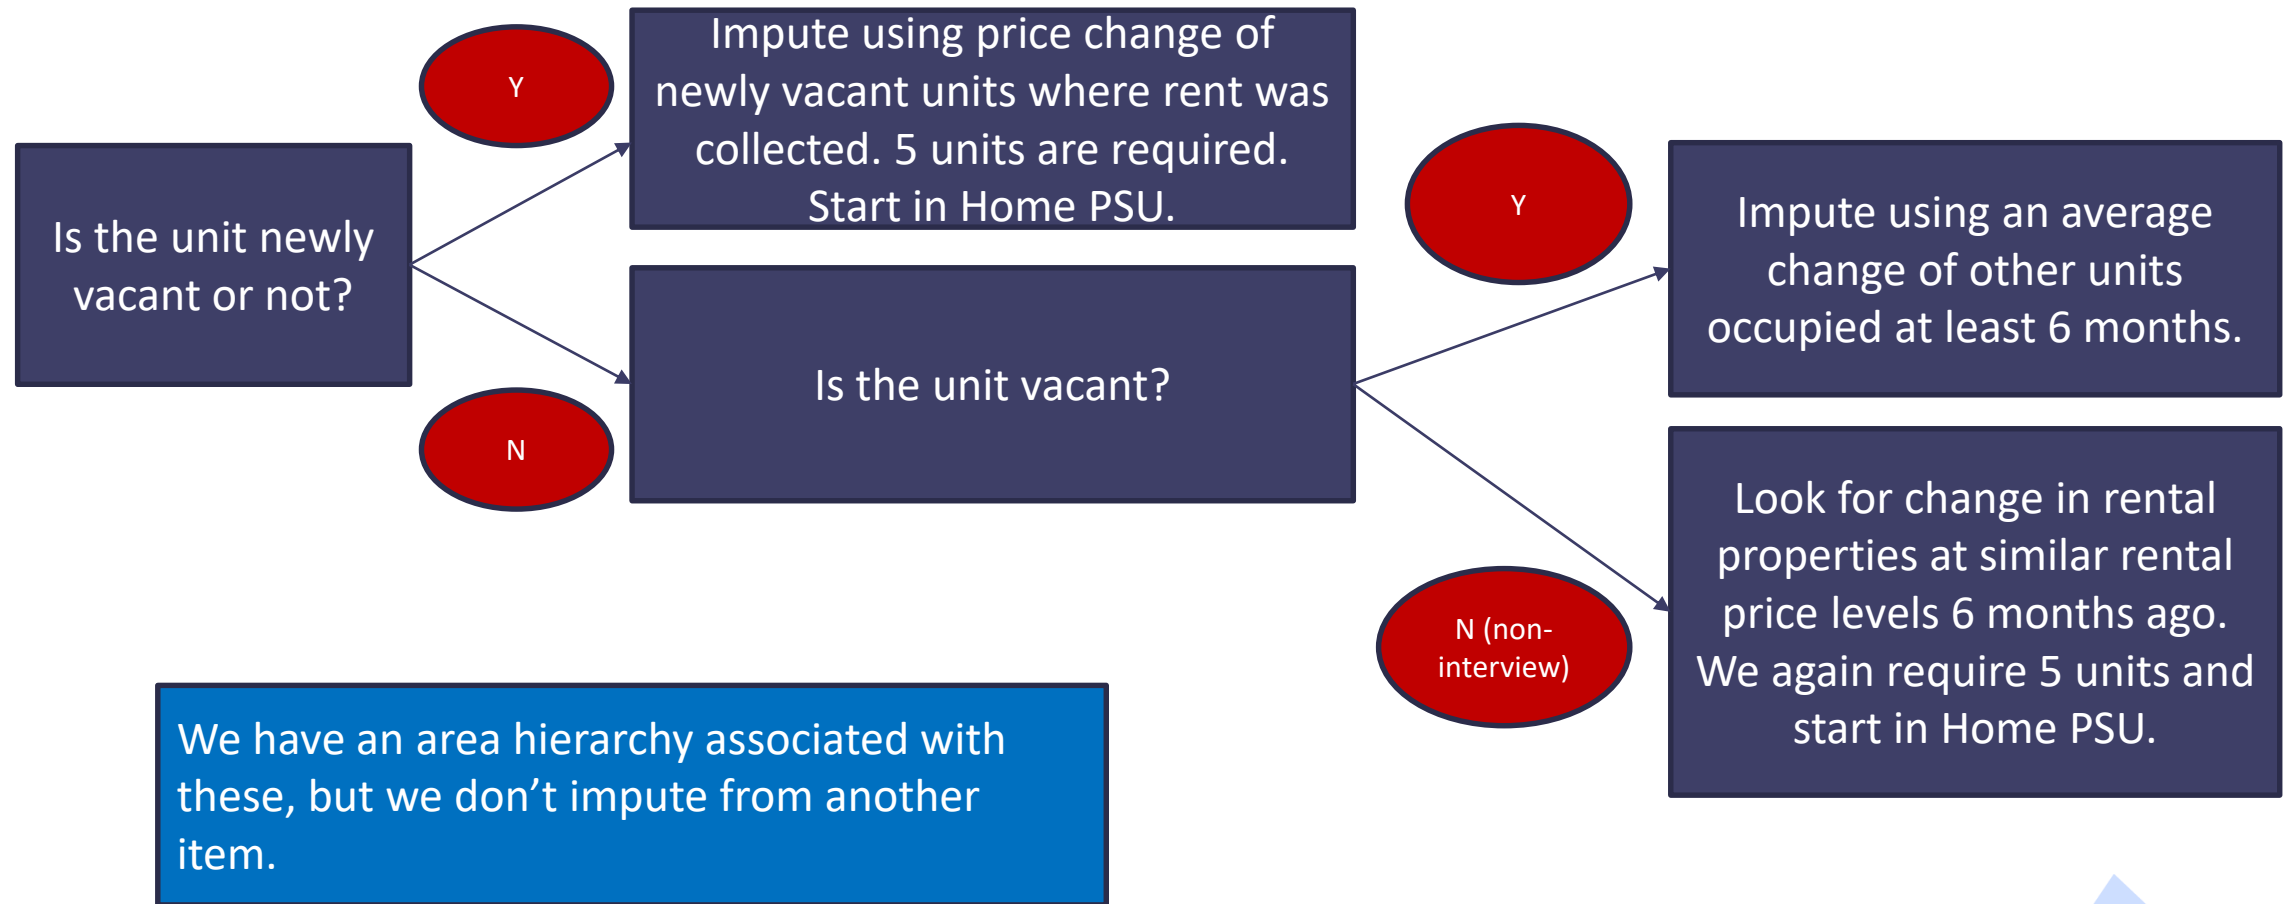 Is the unit newly
vacant or not?
Y
N
Impute using price change of
newly vacant units where rent was
collected. 5 units are required.
Start in Home PSU.
Is the unit vacant?
Y
N (non-
interview)
Impute using an average
change of other units
occupied at least 6 months.
Look for change in rental
properties at similar rental
price levels 6 months ago.
We again require 5 units and
start in Home PSU.
We have an area hierarchy associated with
these, but we don’t impute from another
item.